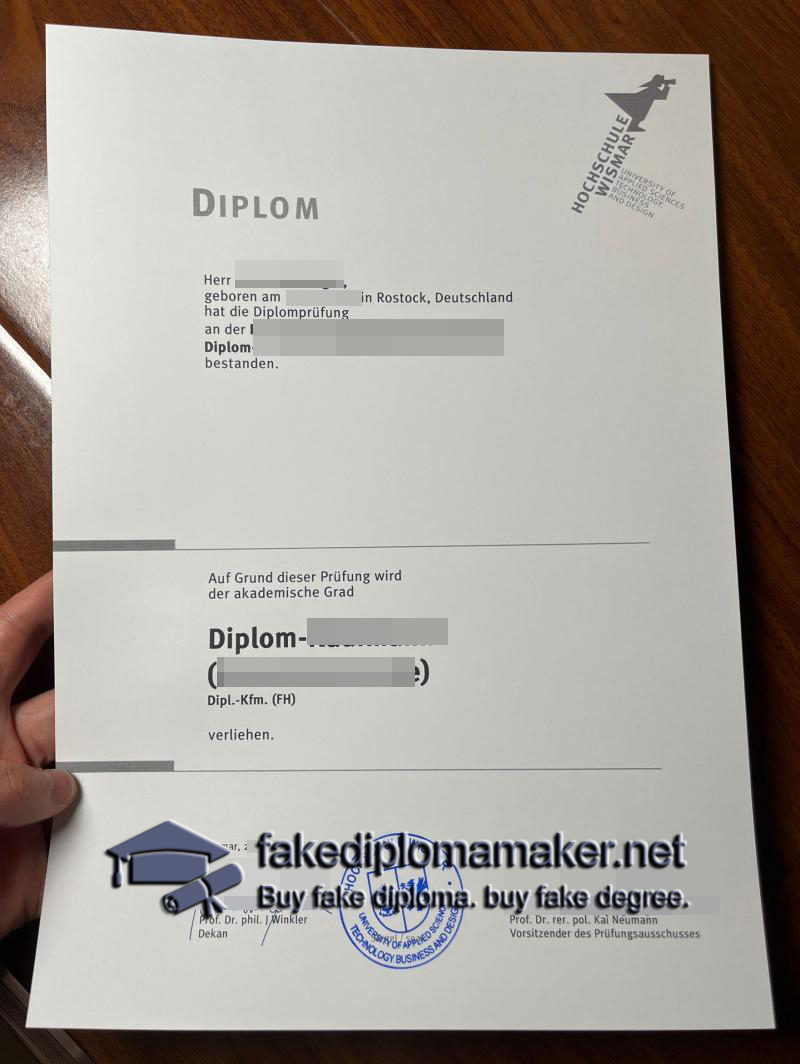 HOCHSCHULE
WISMAR
UNIVERSITY OF
APPLIED SCIENCES
TECHNOLOGY,
BUSINESS
AND DESIGN
DIPLOM
Herr
geboren am in Rostock, Deutschland
hat die Diplomprüfung
an der
Diplom-
bestanden.
Auf Grund dieser Prüfung wird
der akademische Grad
Diplom-
( )
Dipl.-Kfm. (FH)
verliehen.
fakediplomamaker.net
Buy fake diploma. buy fake degree.
Prof. Dr. phil. J Winkler
Dekan
UNIVERSITY OF APPLIED SCIENC
TECHNOLOGY BUSINESS AND DESIGN
Prof. Dr. rer. pol. Kai Neumann
Vorsitzender des Prüfungsausschusses